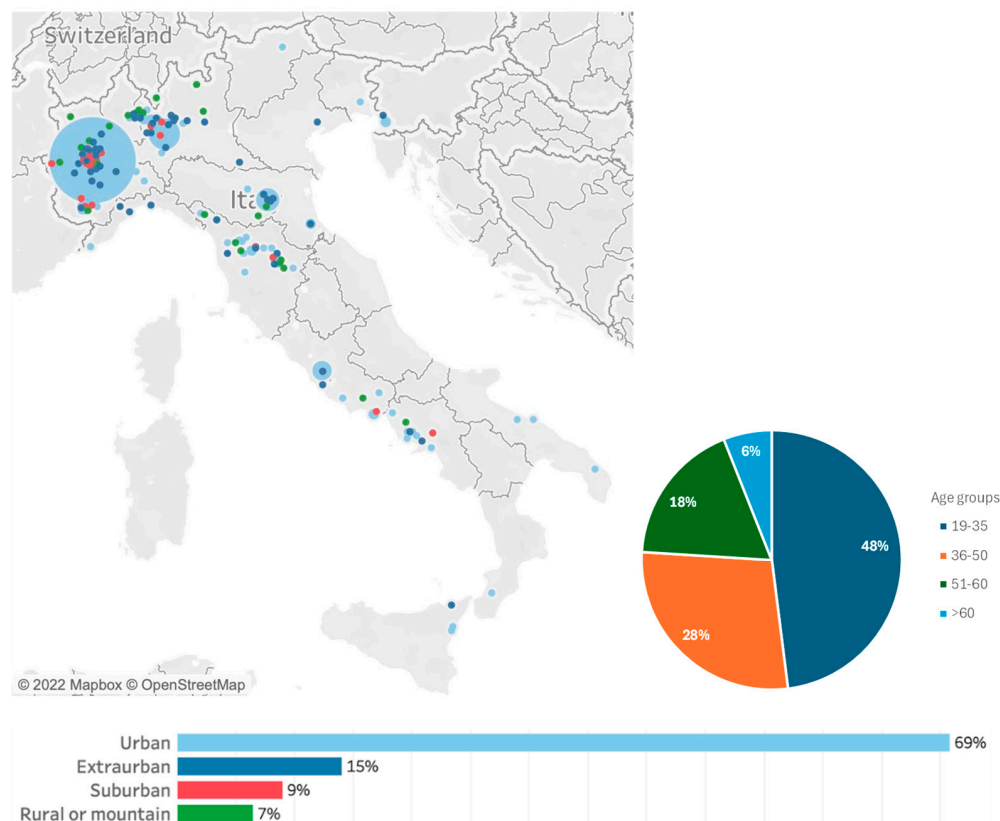 Switzerland
Ita
© 2022 Mapbox © OpenStreetMap
6%
18%
48%
28%
Age groups
19-35
36-50
51-60
>60
Urban 69%
Extraurban 15%
Suburban 9%
Rural or mountain 7%